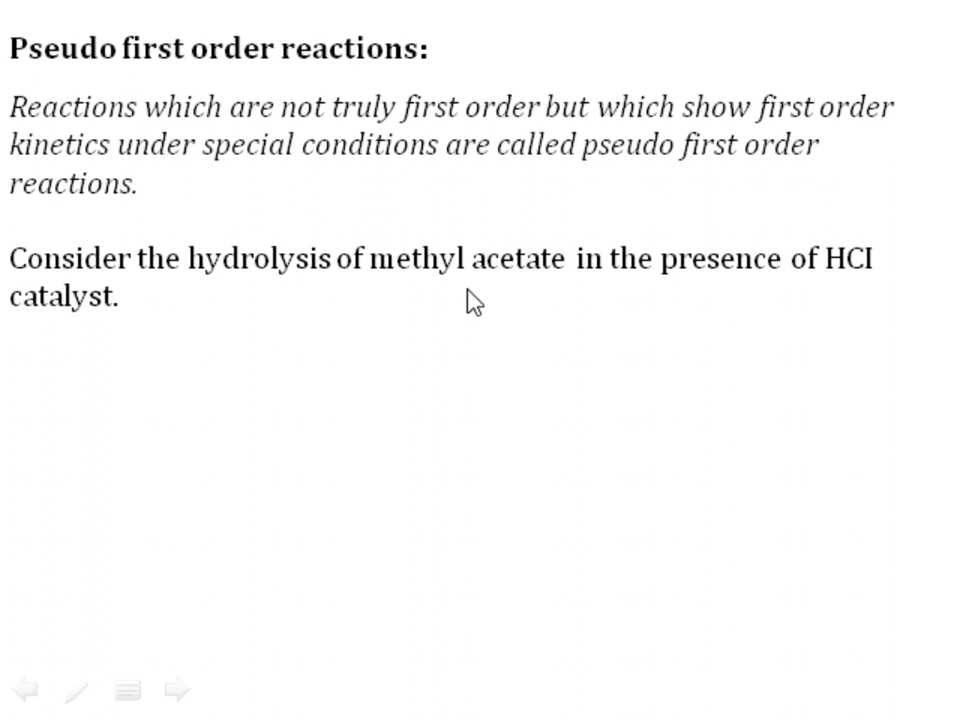 Pseudo first order reactions:
Reactions which are not truly first order but which show first order
kinetics under special conditions are called pseudo first order
reactions.
Consider the hydrolysis of methyl acetate in the presence of HCI
catalyst.